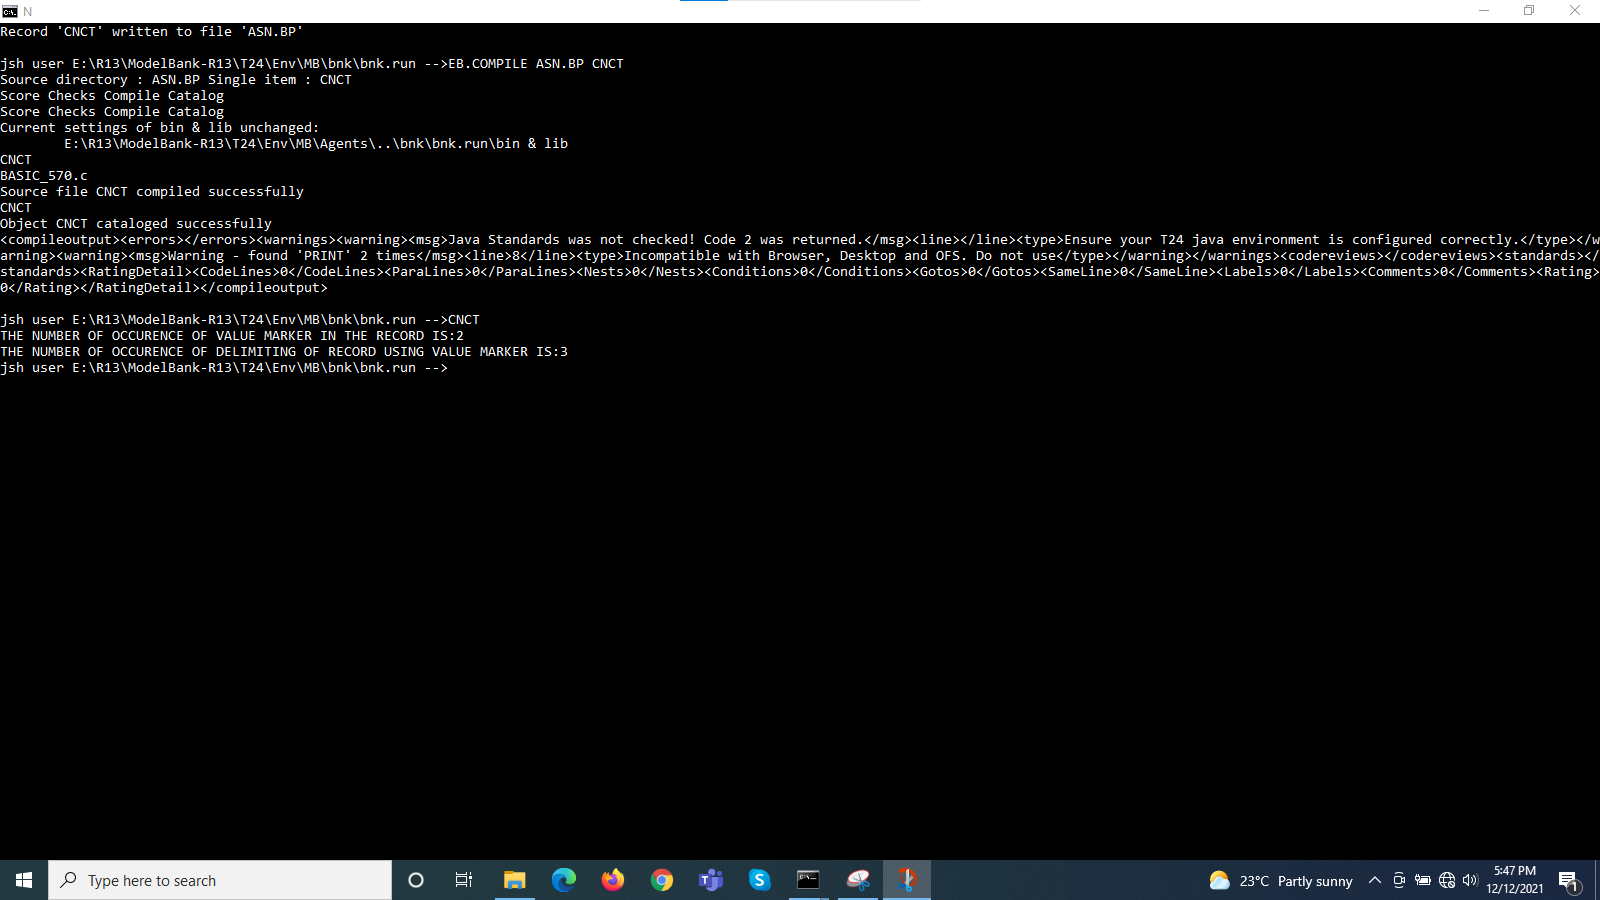 N
Record 'CNCT' written to file 'ASN.BP'
jsh user E:\R13\ModelBank-R13\T24\Env\MB\bnk\bnk.run -->EB.COMPILE ASN.BP CNCT
Source directory : ASN.BP Single item : CNCT
Score Checks Compile Catalog
Score Checks Compile Catalog
Current settings of bin & lib unchanged:
E:\R13\ModelBank-R13\T24\Env\MB\Agents\..\bnk\bnk.run\bin & lib
CNCT
BASIC_570.c
Source file CNCT compiled successfully
CNCT
Object CNCT cataloged successfully
<compileoutput><errors></errors><warnings><warning><msg>Java Standards was not checked! Code 2 was returned.</msg><line></line><type>Ensure your T24 java environment is configured correctly.</type></w
arning><warning><msg>Warning - found 'PRINT' 2 times</msg><line>8</line><type>Incompatible with Browser, Desktop and OFS. Do not use</type></warning></warnings><codereviews></codereviews><standards></
standards><RatingDetail><CodeLines>0</CodeLines><ParaLines>0</ParaLines><Nests>0</Nests><Conditions>0</Conditions><Gotos>0</Gotos><SameLine>0</SameLine><Labels>0</Labels><Comments>0</Comments><Rating>
0</Rating></RatingDetail></compileoutput>
jsh user E:\R13\ModelBank-R13\T24\Env\MB\bnk\bnk.run -->CNCT
THE NUMBER OF OCCURENCE OF VALUE MARKER IN THE RECORD IS:2
THE NUMBER OF OCCURENCE OF DELIMITING OF RECORD USING VALUE MARKER IS:3
jsh user E:\R13\ModelBank-R13\T24\Env\MB\bnk\bnk.run -->
Type here to search
23°C Partly sunny
5:47 PM
12/12/2021
1